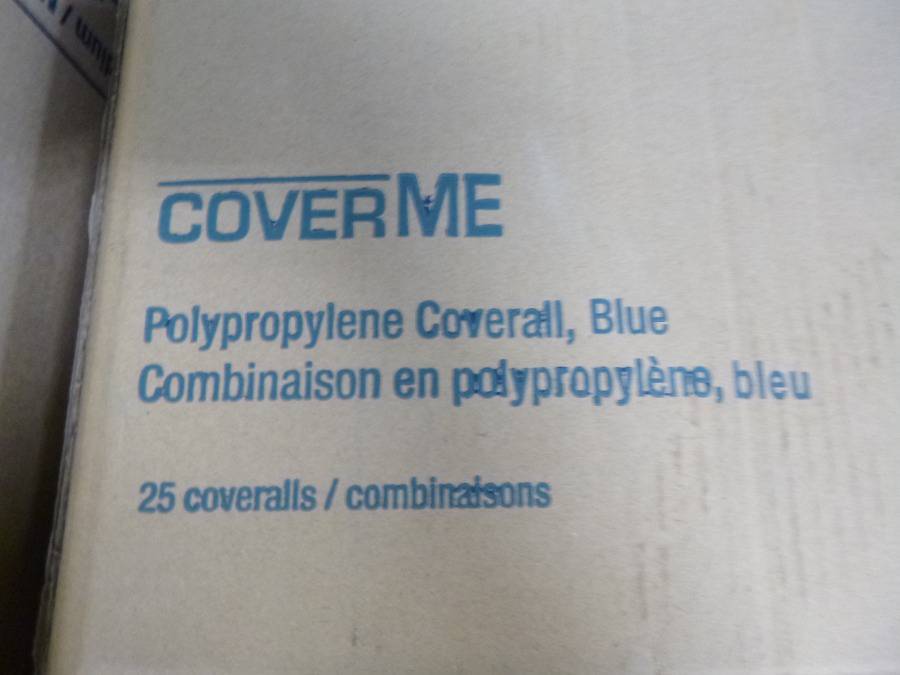 COVERME
Polypropylene Coverall, Blue
Combinaison en polypropylène, bleu
25 coveralls / combinaisons